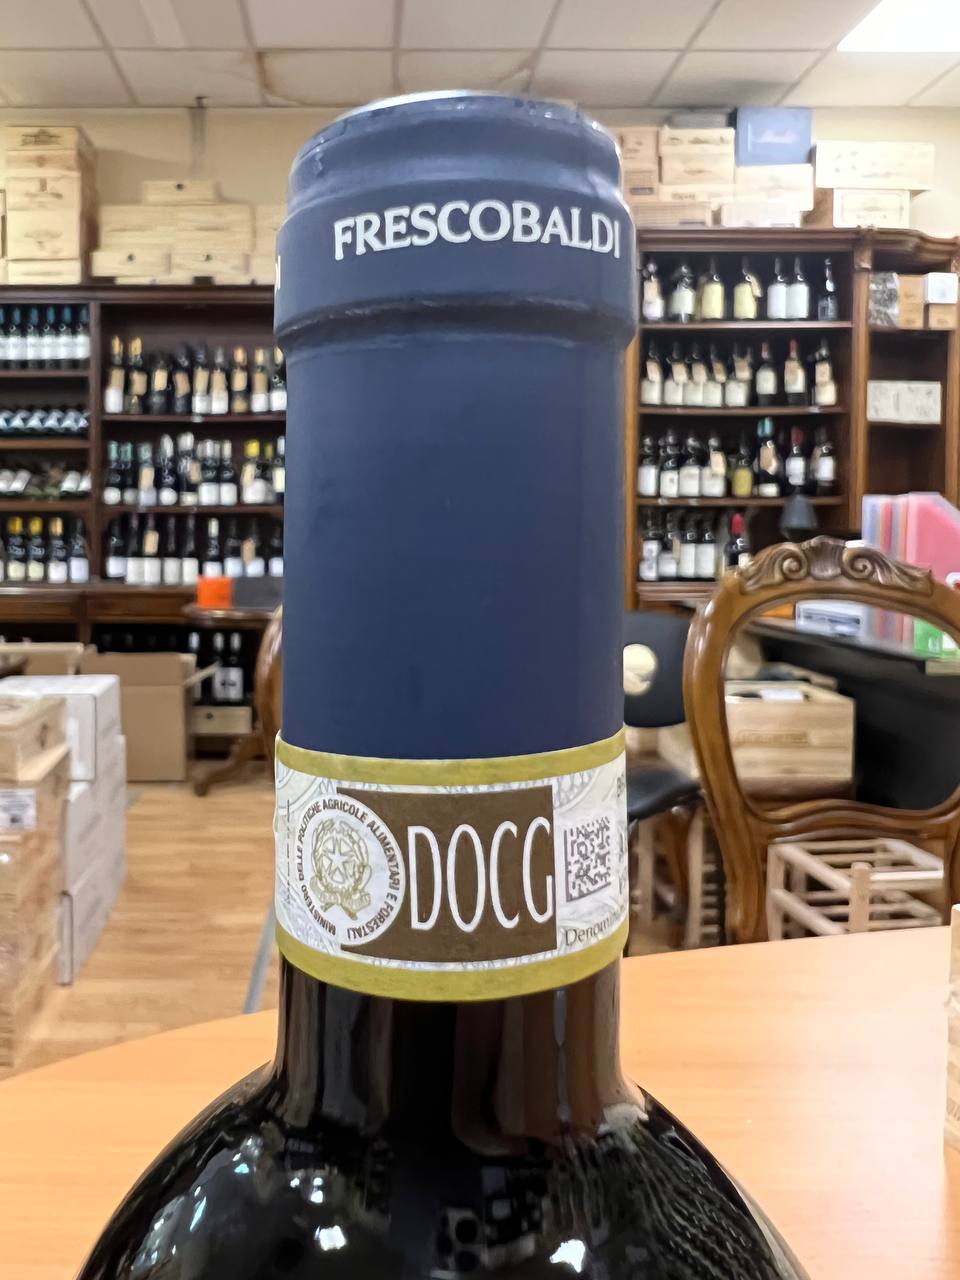 FRESCOBALDI
MINISTERO DELLE POLITICHE AGRICOLE ALIMENTARI E FORESTALI
DOCG